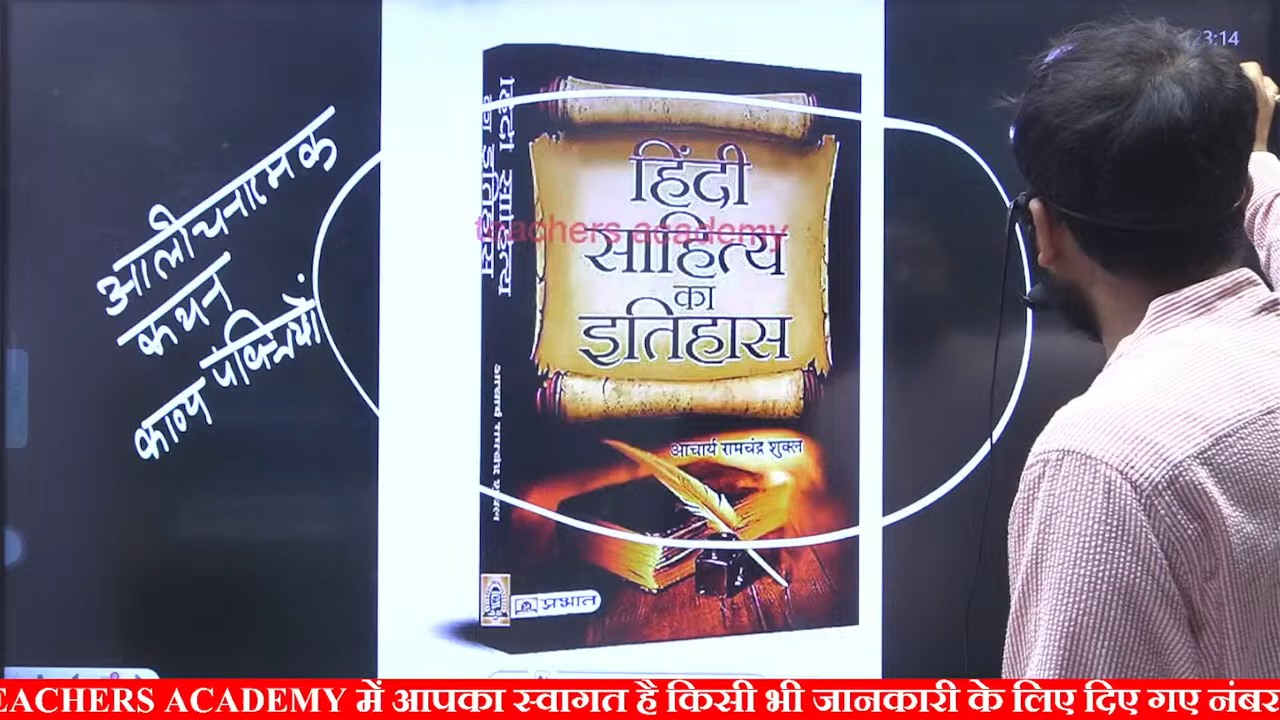 23:14
आलोचनात्मक
कथन
काव्य पंक्तियाँ
हिंदी साहित्य
का इतिहास
हिंदी
साहित्य
का
इतिहास
teachers academy
आचार्य रामचंद्र शुक्ल
प्रभात
EACHERS ACADEMY में आपका स्वागत है किसी भी जानकारी के लिए दिए गए नंबर